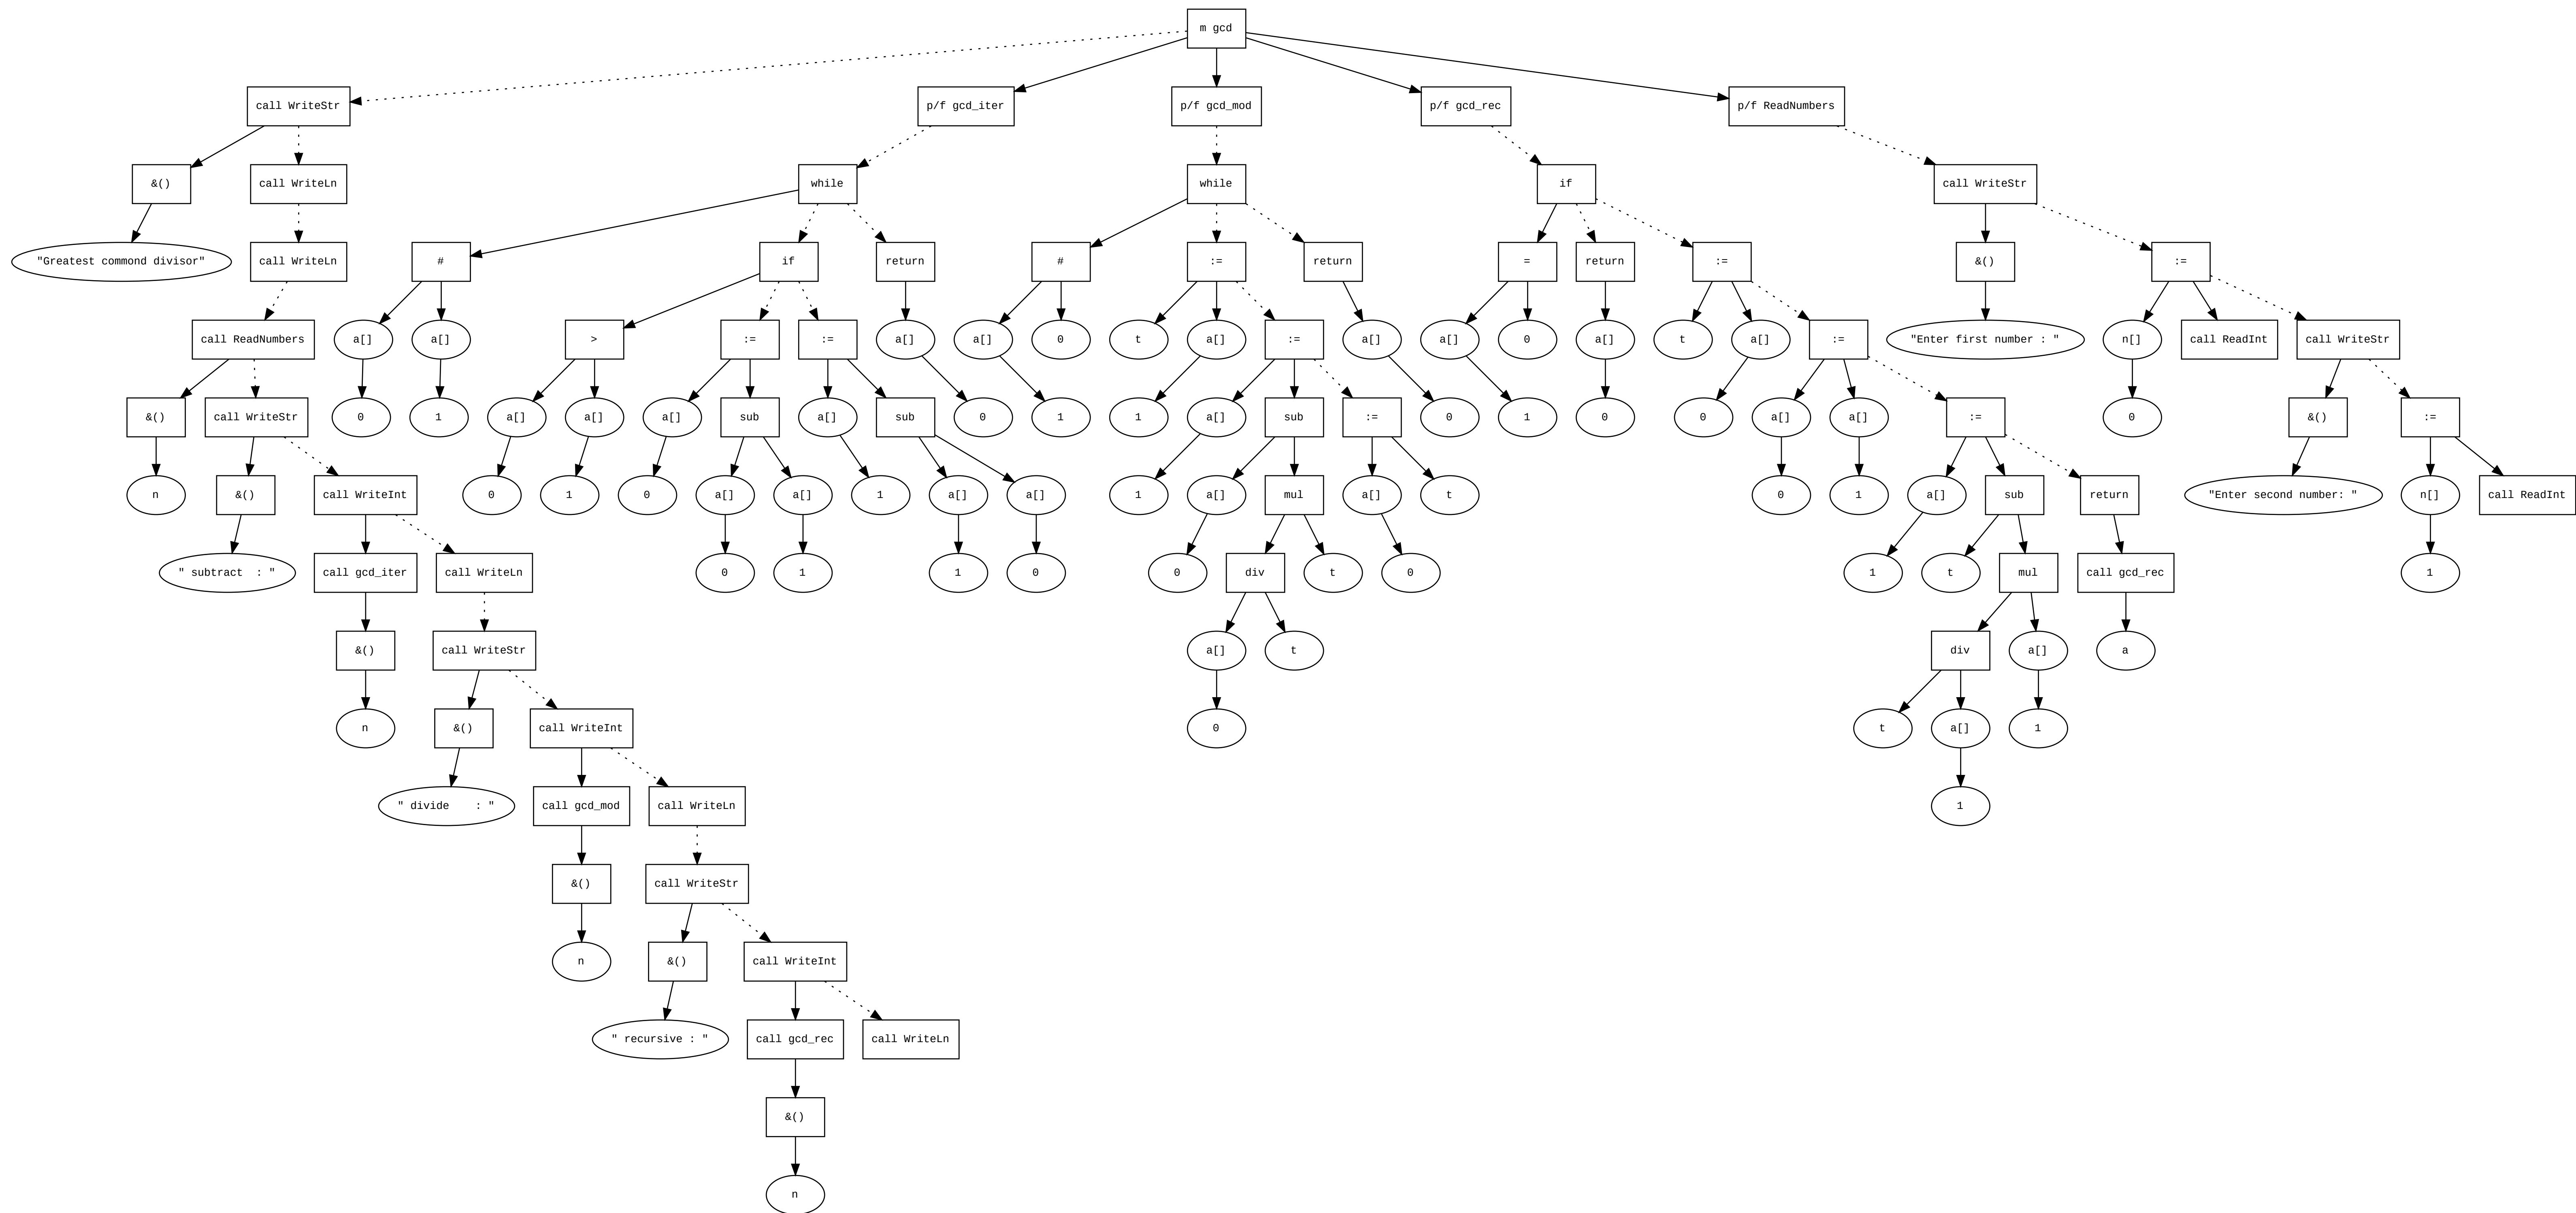 m gcd
call WriteStr
p/f gcd_iter
p/f gcd_mod
p/f gcd_rec
p/f ReadNumbers
&()
call WriteLn
while
while
if
call WriteStr
"Greatest commond divisor"
call WriteLn
#
if
return
#
:=
return
=
return
:=
&()
:=
call ReadNumbers
a[]
a[]
>
:=
:=
a[]
a[]
0
t
a[]
:=
a[]
a[]
0
a[]
t
a[]
:=
"Enter first number : "
n[]
call ReadInt
call WriteStr
&()
call WriteStr
0
1
a[]
a[]
a[]
sub
a[]
sub
0
1
1
a[]
sub
:=
0
1
0
0
a[]
a[]
:=
0
&()
:=
n
&()
call WriteInt
0
1
0
a[]
a[]
1
a[]
a[]
1
a[]
mul
a[]
t
0
1
a[]
sub
return
"Enter second number: "
n[]
call ReadInt
" subtract  : "
call gcd_iter
call WriteLn
0
1
1
0
0
div
t
0
1
t
mul
call gcd_rec
1
&()
call WriteStr
a[]
t
div
a[]
a
n
&()
call WriteInt
0
t
a[]
1
" divide    : "
call gcd_mod
call WriteLn
1
&()
call WriteStr
n
&()
call WriteInt
" recursive : "
call gcd_rec
call WriteLn
&()
n